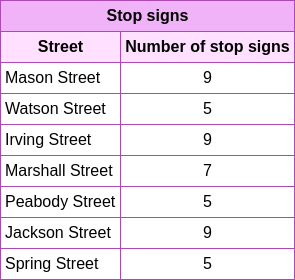 Stop signs
Street Number of stop signs
Mason Street 9
Watson Street 5
Irving Street 9
Marshall Street 7
Peabody Street 5
Jackson Street 9
Spring Street 5